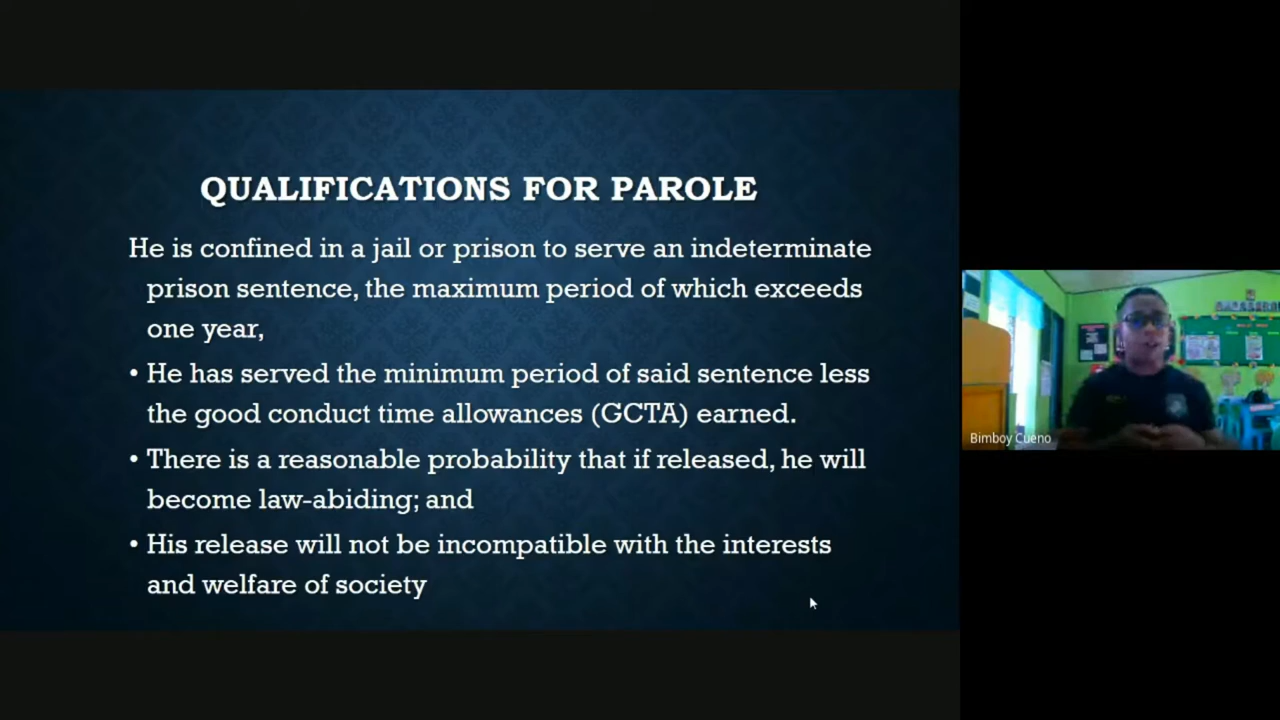 QUALIFICATIONS FOR PAROLE
He is confined in a jail or prison to serve an indeterminate
prison sentence, the maximum period of which exceeds
one year,
• He has served the minimum period of said sentence less
the good conduct time allowances (GCTA) earned.
• There is a reasonable probability that if released, he will
become law-abiding; and
• His release will not be incompatible with the interests
and welfare of society
Bimboy Cueno